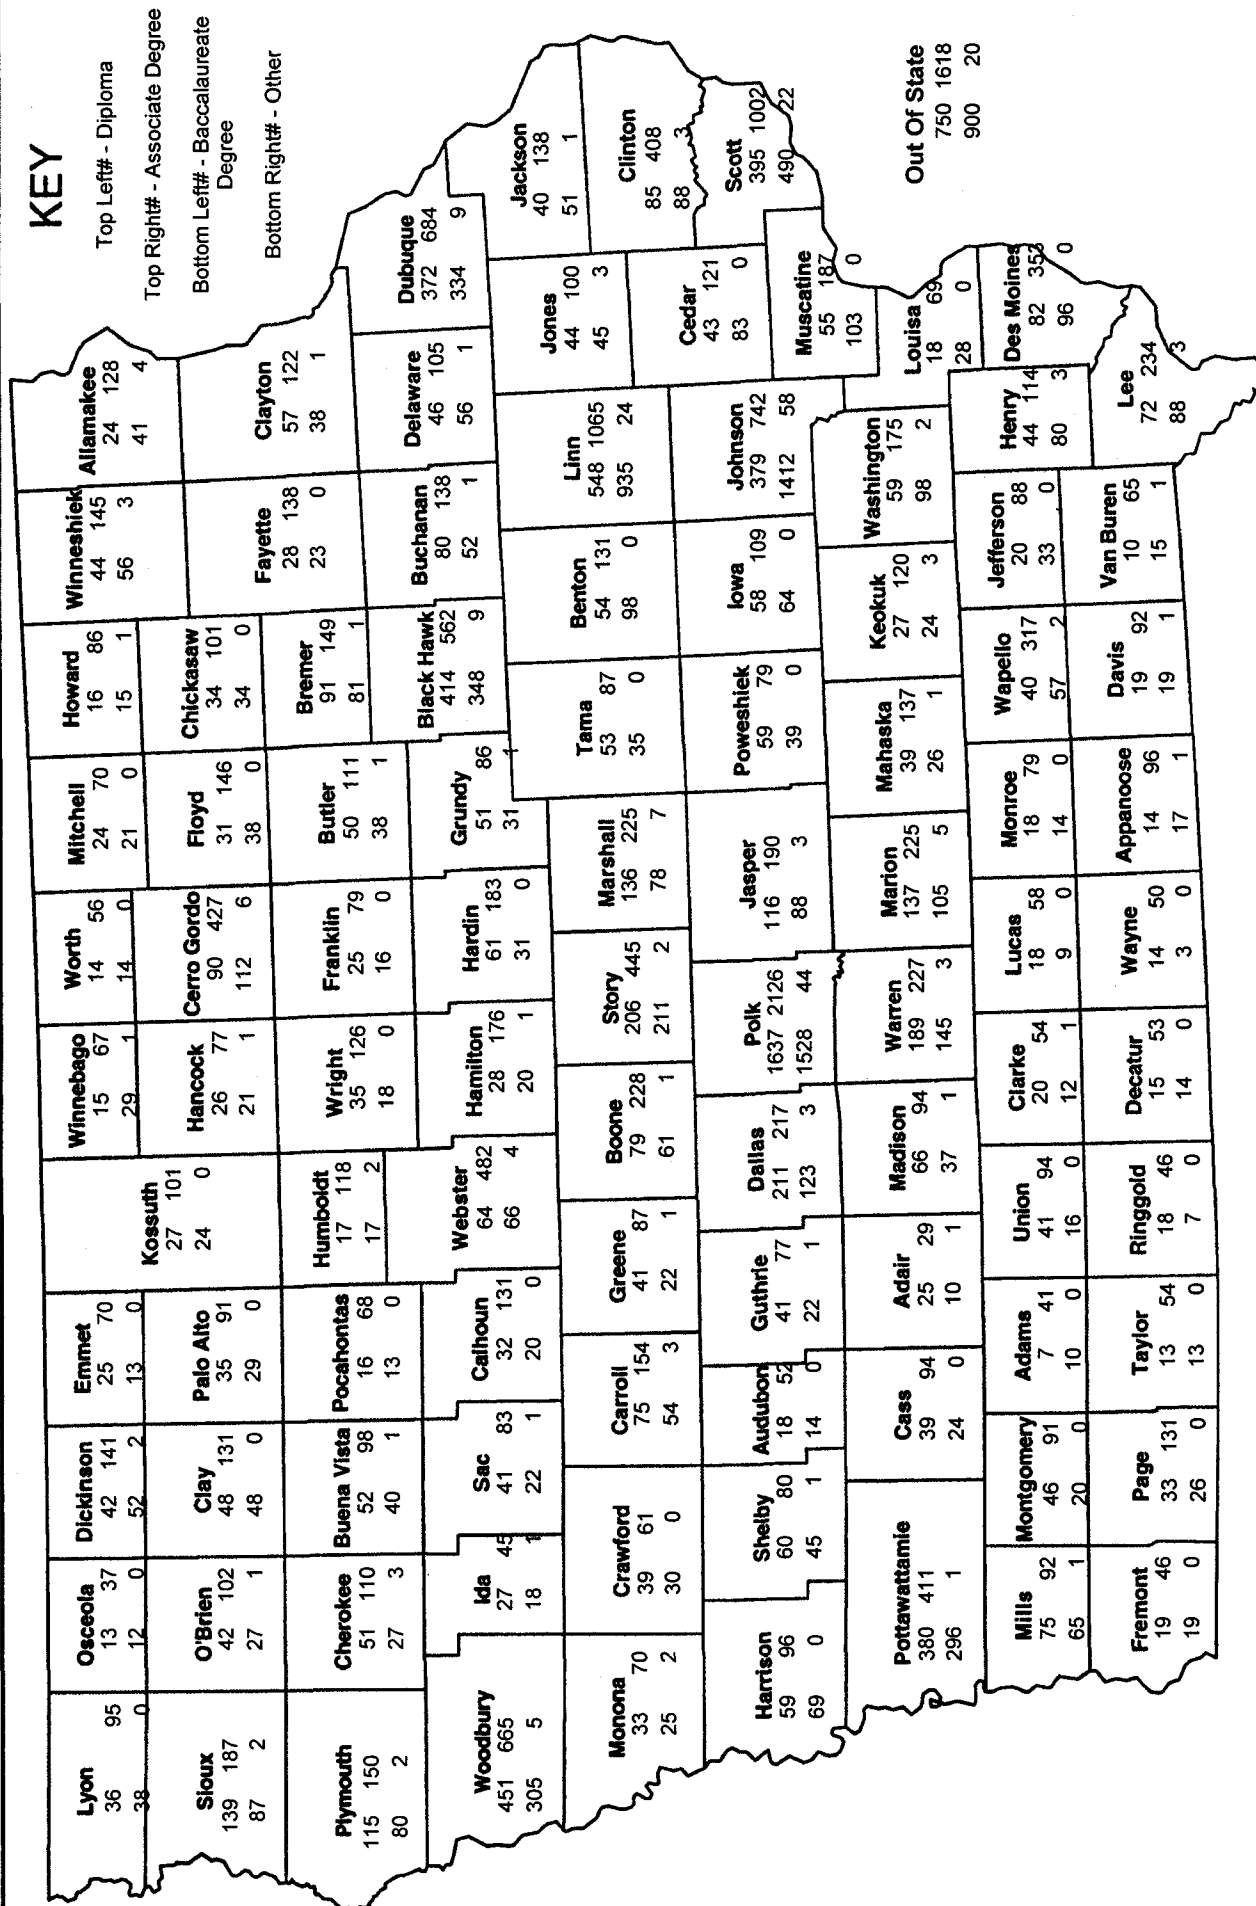 KEY
Top Left# - Diploma
Top Right# - Associate Degree
Bottom Left# - Baccalaureate
Degree
Bottom Right# - Other
Lyon
36 95
38 0
Osceola
13 37
12 0
Dickinson
42 141
52 2
Emmet
25 70
13 0
Kossuth
27 101
24 0
Winnebago
15 67
29 1
Worth
14 56
14 0
Mitchell
24 70
21 0
Howard
16 86
15 1
Winneshiek
44 145
56 3
Allamakee
24 128
41 4
Sioux
139 187
87 2
O'Brien
42 102
27 1
Clay
48 131
48 0
Palo Alto
35 91
29 0
Hancock
26 77
21 1
Cerro Gordo
90 427
112 6
Floyd
31 146
38 0
Chickasaw
34 101
34 0
Fayette
28 138
23 0
Clayton
57 122
38 1
Plymouth
115 150
80 2
Cherokee
51 110
27 3
Buena Vista
52 98
40 1
Pocahontas
16 68
13 0
Humboldt
17 118
17 2
Wright
35 126
18 0
Franklin
25 79
16 0
Butler
50 111
38 1
Bremer
91 149
81 1
Black Hawk
414 562
348 9
Buchanan
80 138
52 1
Delaware
46 105
56 1
Dubuque
372 684
334 9
Woodbury
451 665
305 5
Ida
27 45
18 1
Sac
41 83
22 1
Calhoun
32 131
20 0
Webster
64 482
66 4
Hamilton
28 176
20 1
Hardin
61 183
31 0
Grundy
51 86
31 1
Tama
53 87
35 0
Benton
54 131
98 0
Linn
548 1065
935 24
Jones
44 100
45 3
Jackson
40 138
51 1
Clinton
85 408
88 3
Monona
33 70
25 2
Crawford
39 61
30 0
Carroll
75 154
54 3
Greene
41 87
22 1
Boone
79 228
61 1
Story
206 445
211 2
Marshall
136 225
78 7
Cedar
43 121
83 0
Scott
395 1002
490 22
Harrison
59 96
69 0
Shelby
60 80
45 1
Audubon
18 52
14 0
Guthrie
41 77
22 1
Dallas
211 217
123 3
Polk
1637 2126
1528 44
Jasper
116 190
88 3
Poweshiek
59 79
39 0
Iowa
58 109
64 0
Johnson
379 742
1412 58
Muscatine
55 187
103 0
Pottawattamie
380 411
296 1
Cass
39 94
24 0
Adair
25 29
10 1
Madison
66 94
37 1
Warren
189 227
145 3
Marion
137 225
105 5
Mahaska
39 137
26 1
Keokuk
27 120
24 3
Washington
59 175
98 2
Louisa
18 69
28 0
Out Of State
750 1618
900 20
Mills
75 92
65 1
Montgomery
46 91
20 0
Adams
7 41
10 0
Union
41 94
16 0
Clarke
20 54
12 1
Lucas
18 58
9 0
Monroe
18 79
14 0
Wapello
40 317
57 2
Jefferson
20 88
33 0
Henry
44 114
80 3
Des Moines
82 353
96 0
Fremont
19 46
19 0
Page
33 131
26 0
Taylor
13 54
13 0
Ringgold
18 46
7 0
Decatur
15 53
14 0
Wayne
14 50
3 0
Appanoose
14 96
17 1
Davis
19 92
19 1
Van Buren
10 65
15 1
Lee
72 234
88 3